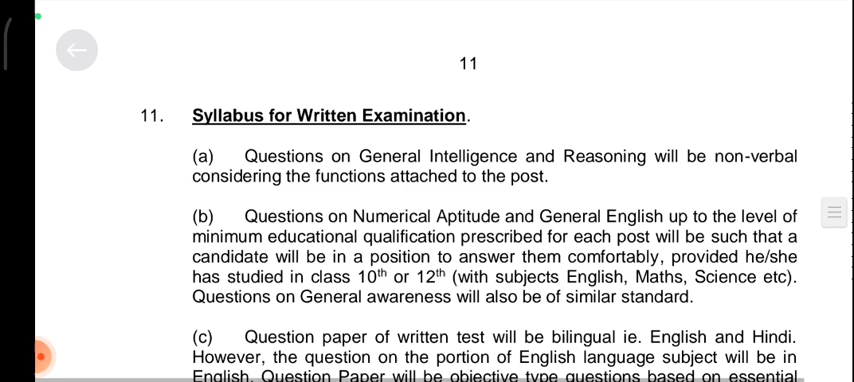 11
11. Syllabus for Written Examination.
(a) Questions on General Intelligence and Reasoning will be non-verbal
considering the functions attached to the post.
(b) Questions on Numerical Aptitude and General English up to the level of
minimum educational qualification prescribed for each post will be such that a
candidate will be in a position to answer them comfortably, provided he/she
has studied in class 10th or 12th (with subjects English, Maths, Science etc).
Questions on General awareness will also be of similar standard.
(c) Question paper of written test will be bilingual ie. English and Hindi.
However, the question on the portion of English language subject will be in
English. Question Paper will be objective type questions based on essential